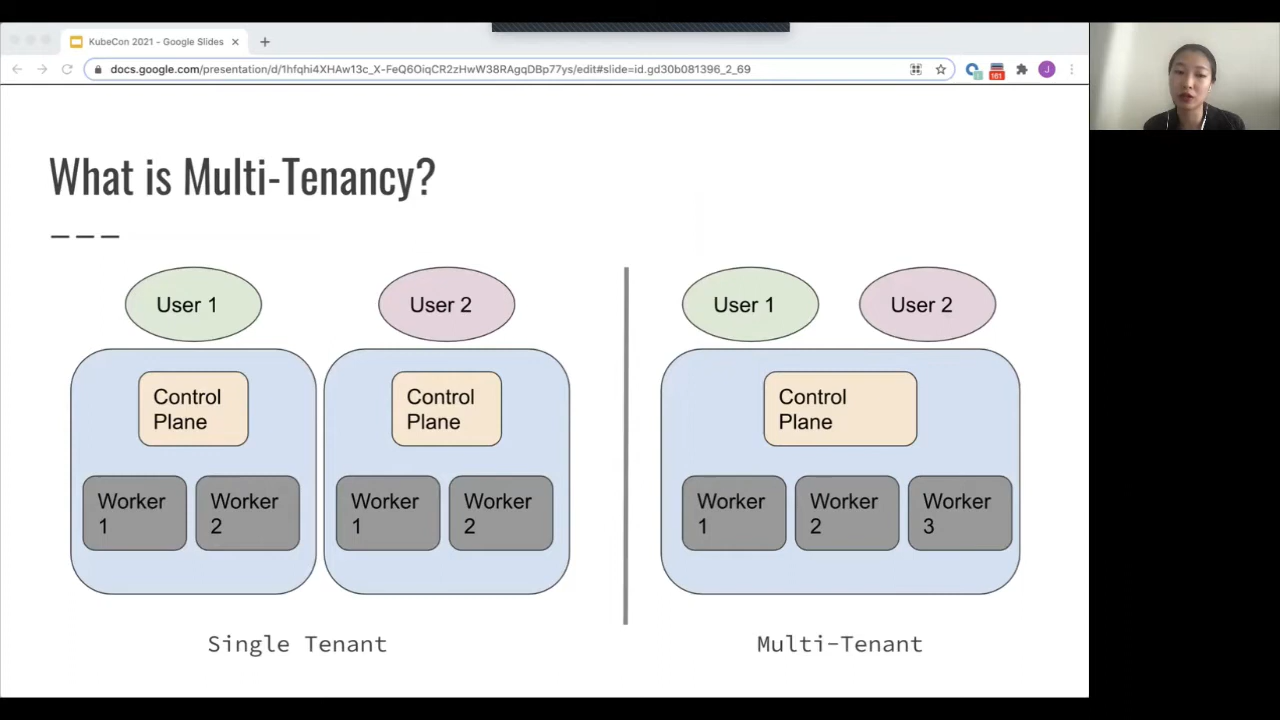 KubeCon 2021 - Google Slides
docs.google.com/presentation/d/1hfqhi4XHAw13c_X-FeQ6OiqCR2zHwW38RAgqDBp77ys/edit#slide=id.gd30b081396_2_69
161
J
What is Multi-Tenancy?
User 1
User 2
User 1
User 2
Control
Plane
Control
Plane
Control
Plane
Worker
1
Worker
2
Worker
1
Worker
2
Worker
1
Worker
2
Worker
3
Single Tenant
Multi-Tenant